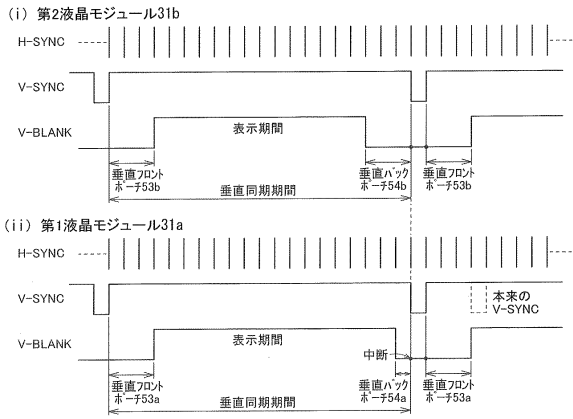 (i) 第2液晶モジュール31b
H-SYNC
V-SYNC
V-BLANK
表示期間
垂直フロント
ポーチ53b
垂直バック
ポーチ54b
垂直フロント
ポーチ53b
垂直同期期間
(ii) 第1液晶モジュール31a
H-SYNC
V-SYNC
本来の
V-SYNC
V-BLANK
表示期間
中断
垂直フロント
ポーチ53a
垂直バック
ポーチ54a
垂直フロント
ポーチ53a
垂直同期期間